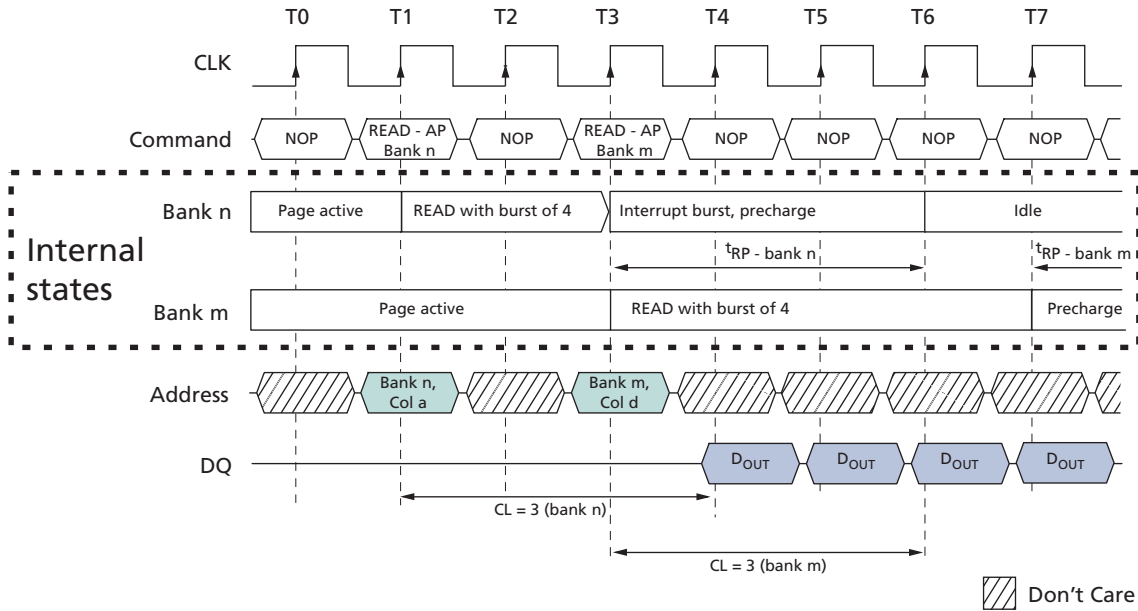 T0 T1 T2 T3 T4 T5 T6 T7
CLK
Command NOP READ - AP Bank n NOP READ - AP Bank m NOP NOP NOP NOP
Bank n Page active READ with burst of 4 Interrupt burst, precharge Idle
Internal states
tRP - bank n tRP - bank m
Bank m Page active READ with burst of 4 Precharge
Address Bank n, Col a Bank m, Col d
DQ DOUT DOUT DOUT DOUT
CL = 3 (bank n)
CL = 3 (bank m)
Don't Care